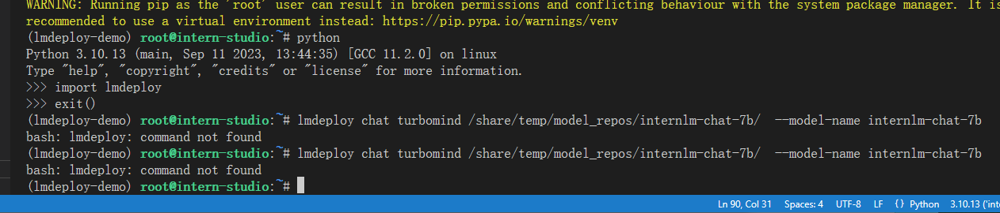 WARNING: Running pip as the 'root' user can result in broken permissions and conflicting behaviour with the system package manager. It is
recommended to use a virtual environment instead: https://pip.pypa.io/warnings/venv
(lmdeploy-demo) root@intern-studio:~# python
Python 3.10.13 (main, Sep 11 2023, 13:44:35) [GCC 11.2.0] on linux
Type "help", "copyright", "credits" or "license" for more information.
>>> import lmdeploy
>>> exit()
(lmdeploy-demo) root@intern-studio:~# lmdeploy chat turbomind /share/temp/model_repos/internlm-chat-7b/  --model-name internlm-chat-7b
bash: lmdeploy: command not found
(lmdeploy-demo) root@intern-studio:~# lmdeploy chat turbomind /share/temp/model_repos/internlm-chat-7b/  --model-name internlm-chat-7b
bash: lmdeploy: command not found
(lmdeploy-demo) root@intern-studio:~#
Ln 90, Col 31 Spaces: 4 UTF-8 LF {} Python 3.10.13 ('inte